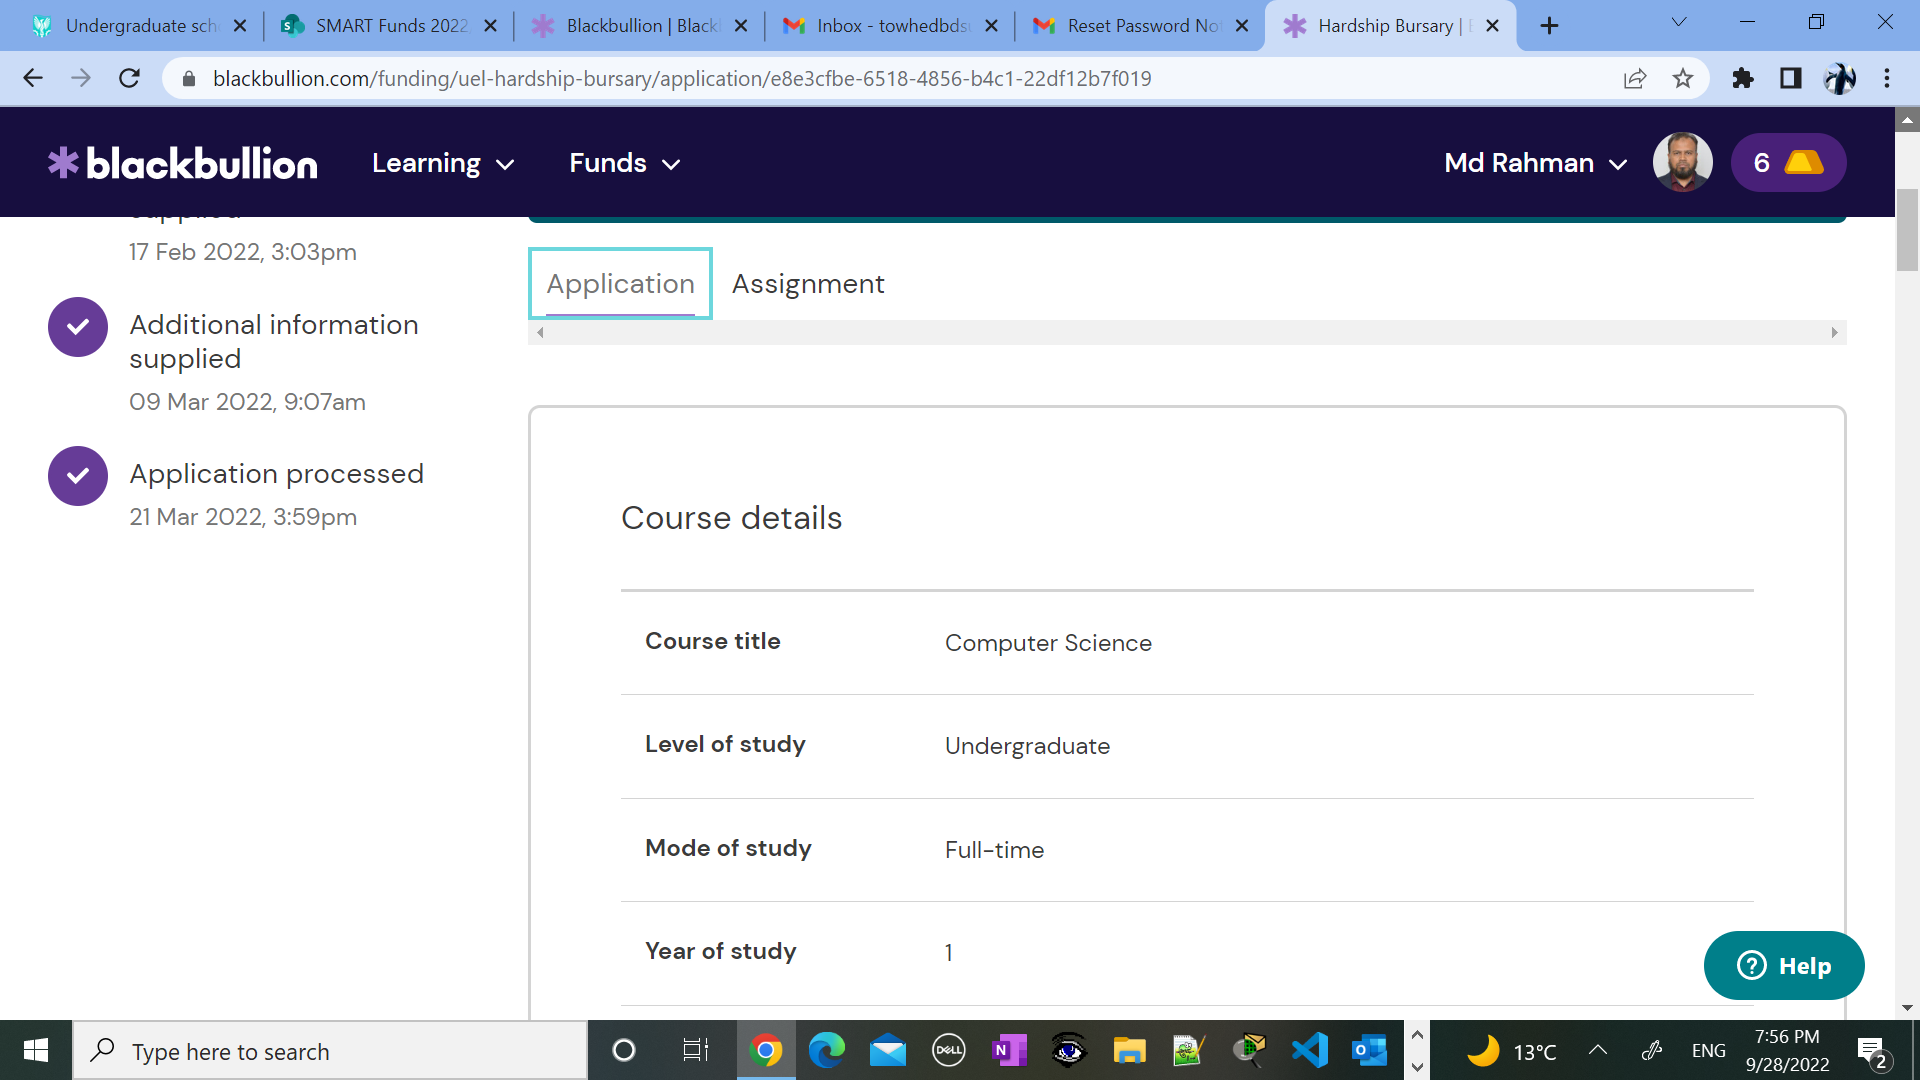 Undergraduate sch
SMART Funds 2022
Blackbullion | Black
Inbox - towhedbds
Reset Password No
Hardship Bursary |
blackbullion.com/funding/uel-hardship-bursary/application/e8e3cfbe-6518-4856-b4c1-22df12b7f019
blackbullion
Learning
Funds
Md Rahman
6
supplied
17 Feb 2022, 3:03pm
Additional information
supplied
09 Mar 2022, 9:07am
Application processed
21 Mar 2022, 3:59pm
Application
Assignment
Course details
Course title
Computer Science
Level of study
Undergraduate
Mode of study
Full-time
Year of study
1
Help
Type here to search
DELL
N
13°C
ENG
7:56 PM
9/28/2022
2